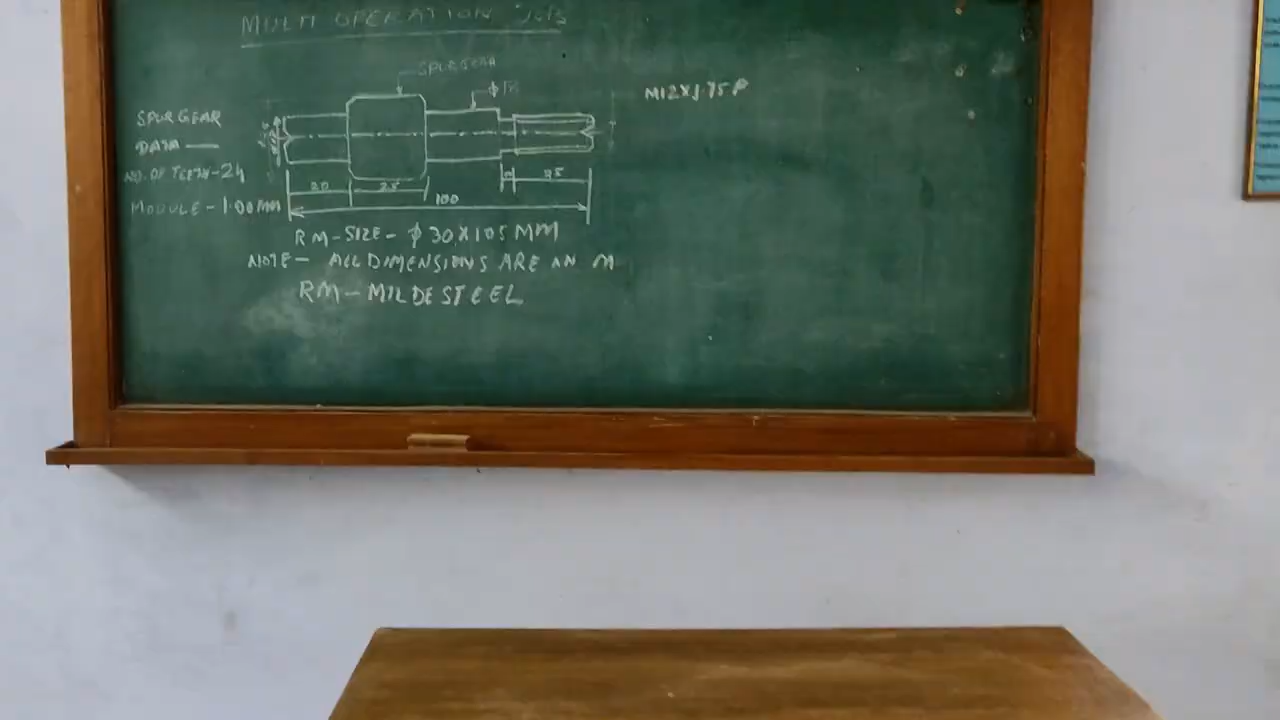 MULTI OPERATION Job
SPUR GEAR
M12X1.75P
SPUR GEAR
DATA —
NO. OF TEETH - 24
MODULE - 1.00 MM
20
25
25
100
RM - SIZE - ϕ 30 X 105 MM
NOTE - ALL DIMENSIONS ARE IN M
RM - MILDE STEEL